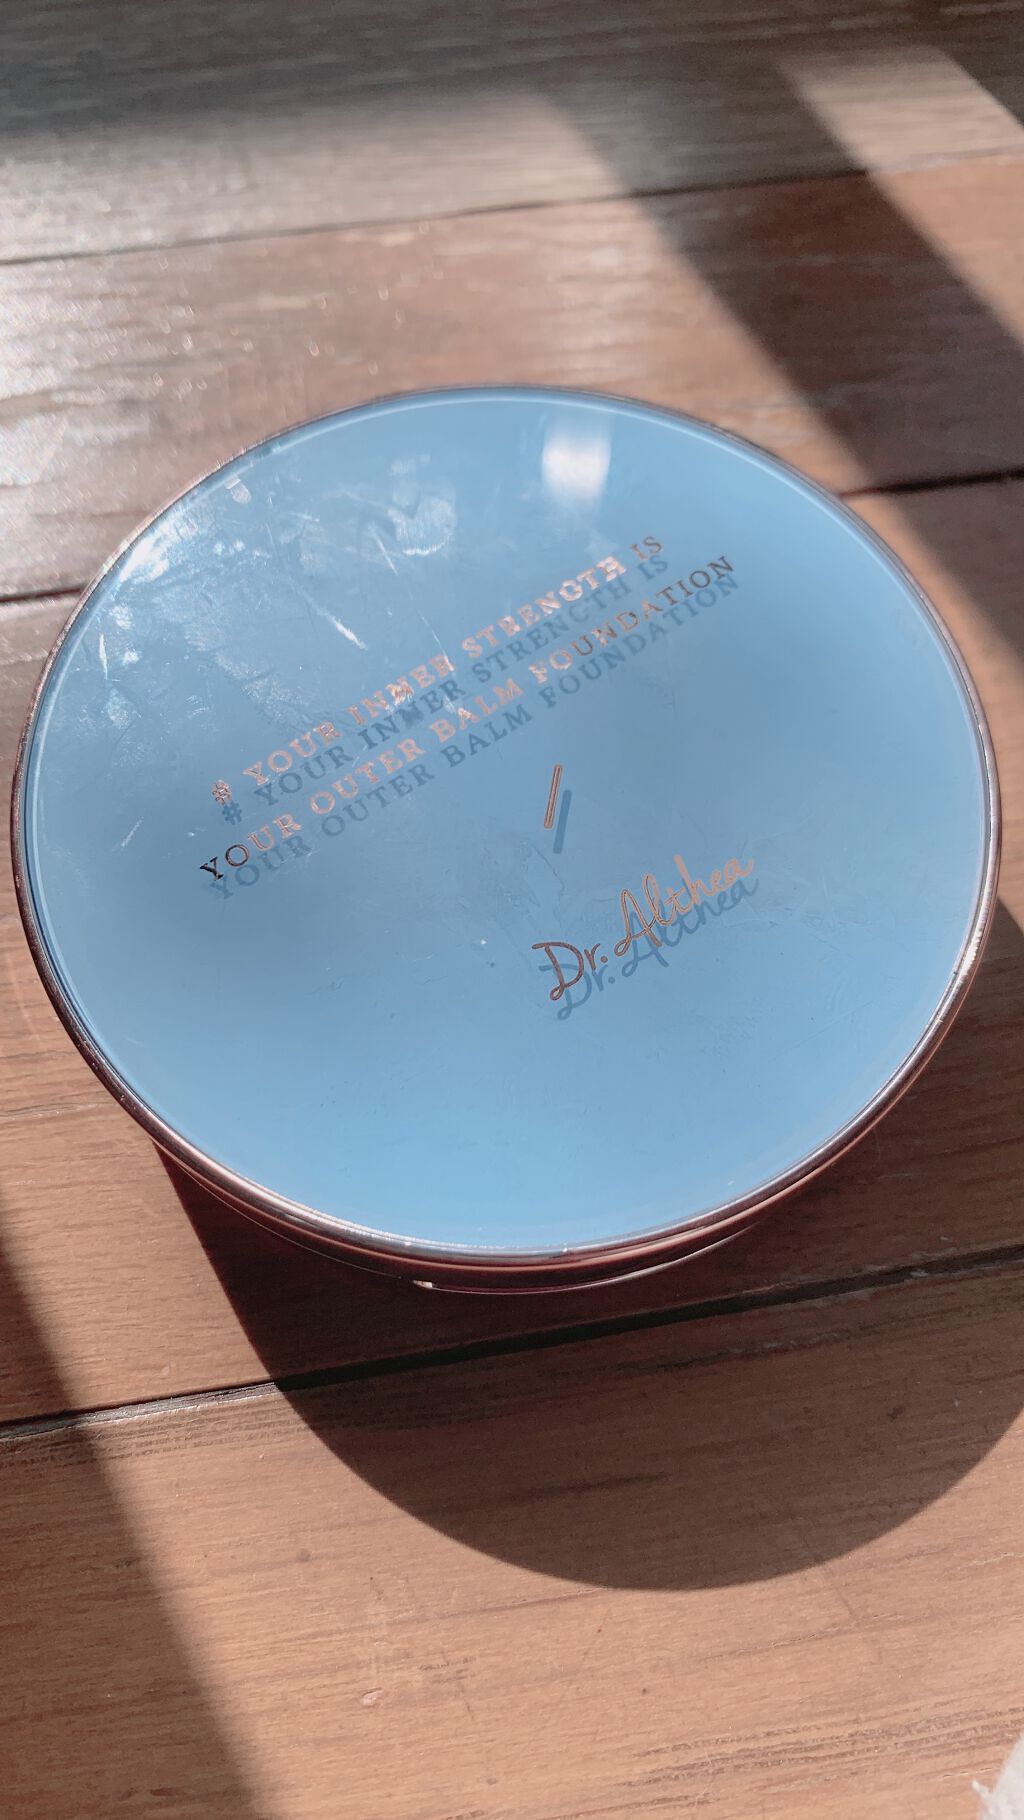 # YOUR INNER STRENGTH IS
YOUR OUTER BALM FOUNDATION
/
Dr. Althea